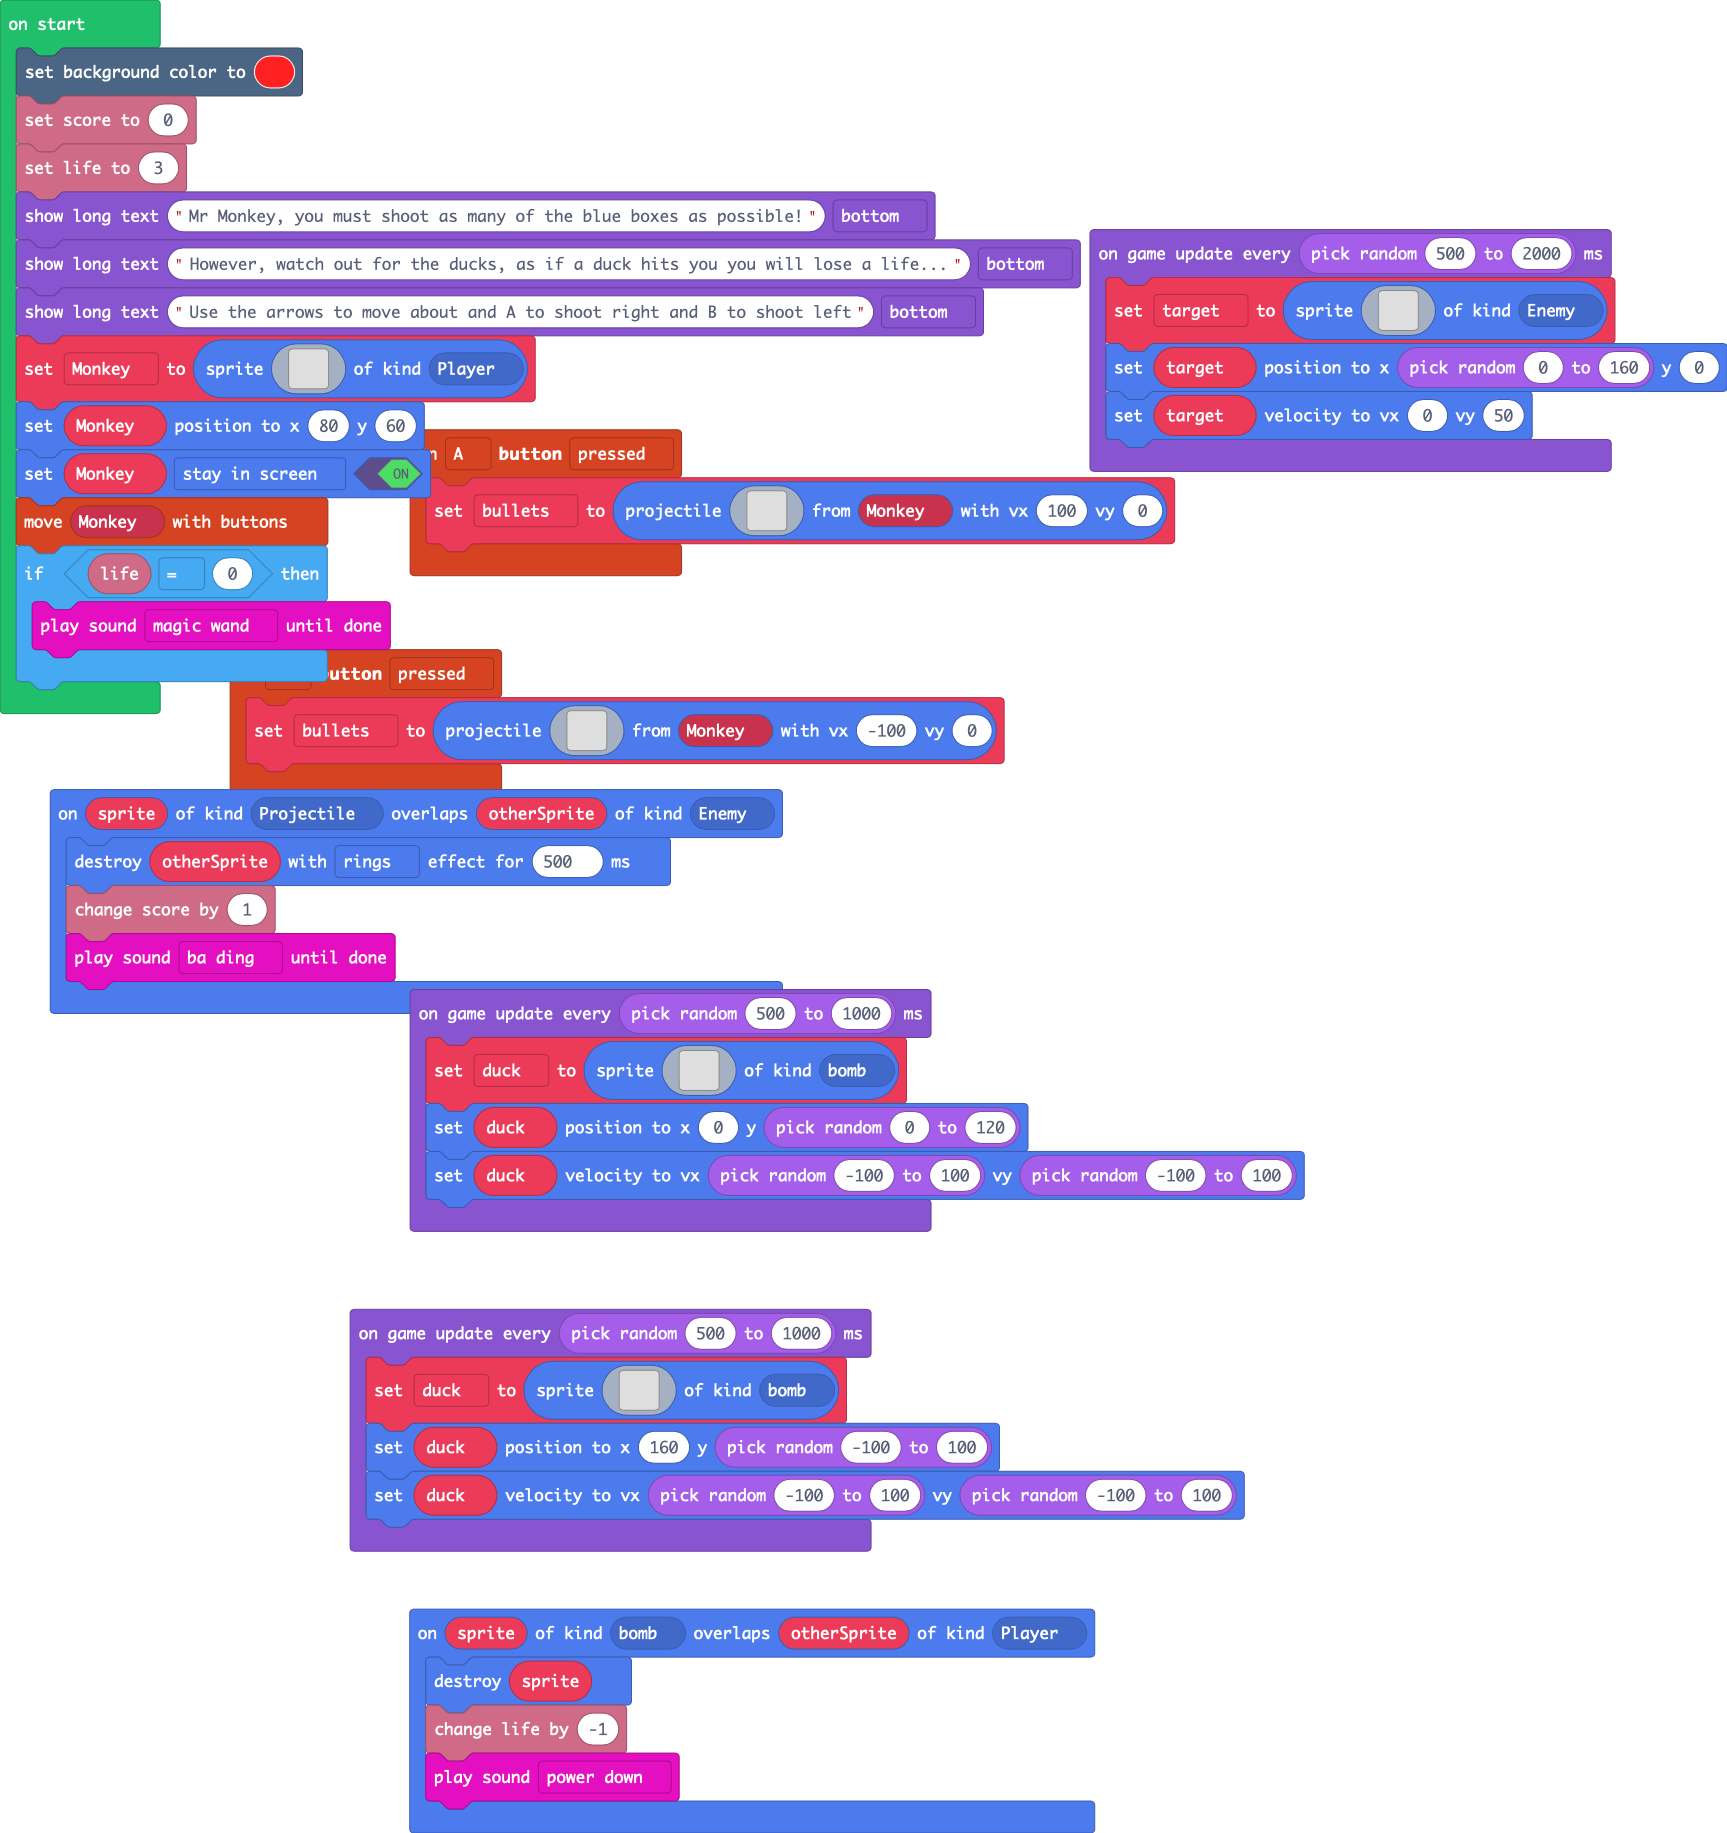 on start
set background color to
set score to 0
set life to 3
show long text " Mr Monkey, you must shoot as many of the blue boxes as possible! " bottom
show long text " However, watch out for the ducks, as if a duck hits you you will lose a life... " bottom
show long text " Use the arrows to move about and A to shoot right and B to shoot left " bottom
set Monkey to sprite of kind Player
set Monkey position to x 80 y 60
set Monkey stay in screen ON
move Monkey with buttons
if life = 0 then
play sound magic wand until done
on game update every pick random 500 to 2000 ms
set target to sprite of kind Enemy
set target position to x pick random 0 to 160 y 0
set target velocity to vx 0 vy 50
n A button pressed
set bullets to projectile from Monkey with vx 100 vy 0
utton pressed
set bullets to projectile from Monkey with vx -100 vy 0
on sprite of kind Projectile overlaps otherSprite of kind Enemy
destroy otherSprite with rings effect for 500 ms
change score by 1
play sound ba ding until done
on game update every pick random 500 to 1000 ms
set duck to sprite of kind bomb
set duck position to x 0 y pick random 0 to 120
set duck velocity to vx pick random -100 to 100 vy pick random -100 to 100
on game update every pick random 500 to 1000 ms
set duck to sprite of kind bomb
set duck position to x 160 y pick random -100 to 100
set duck velocity to vx pick random -100 to 100 vy pick random -100 to 100
on sprite of kind bomb overlaps otherSprite of kind Player
destroy sprite
change life by -1
play sound power down